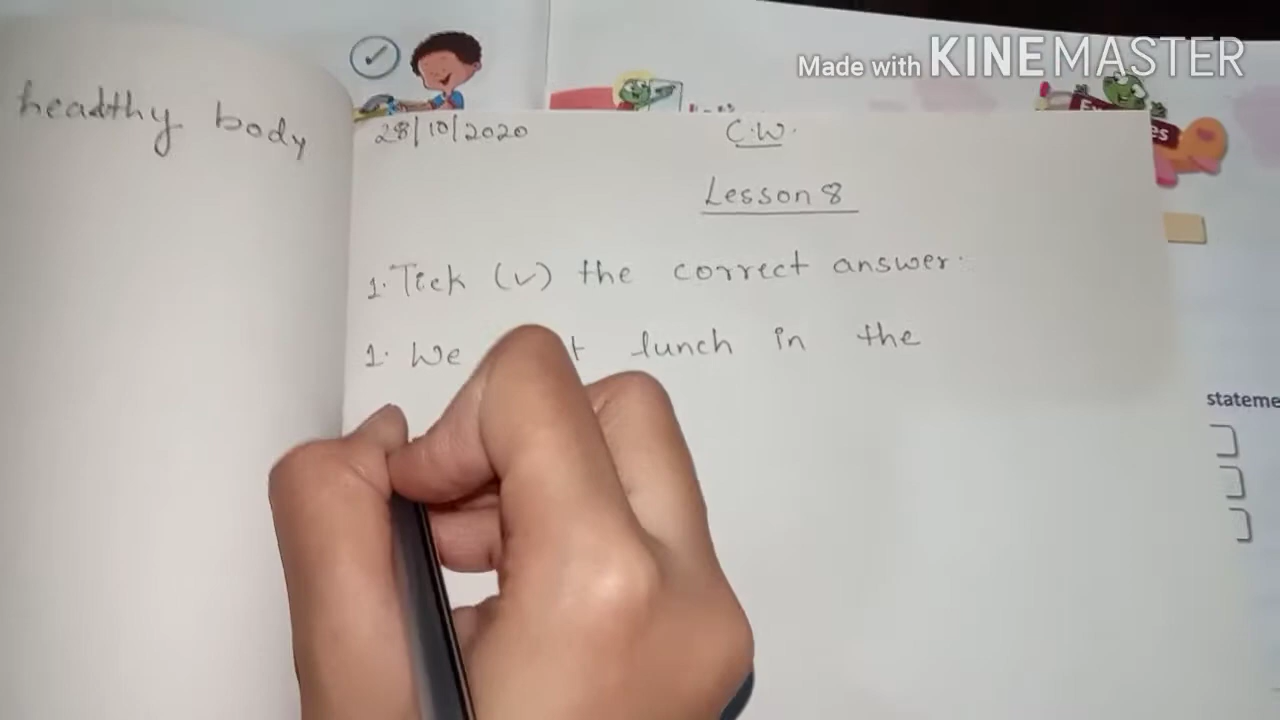 Made with KINEMASTER
healthy body
28/10/2020
C.W.
Lesson 8
1. Tick (✓) the correct answer.
1. We lunch in the
stateme